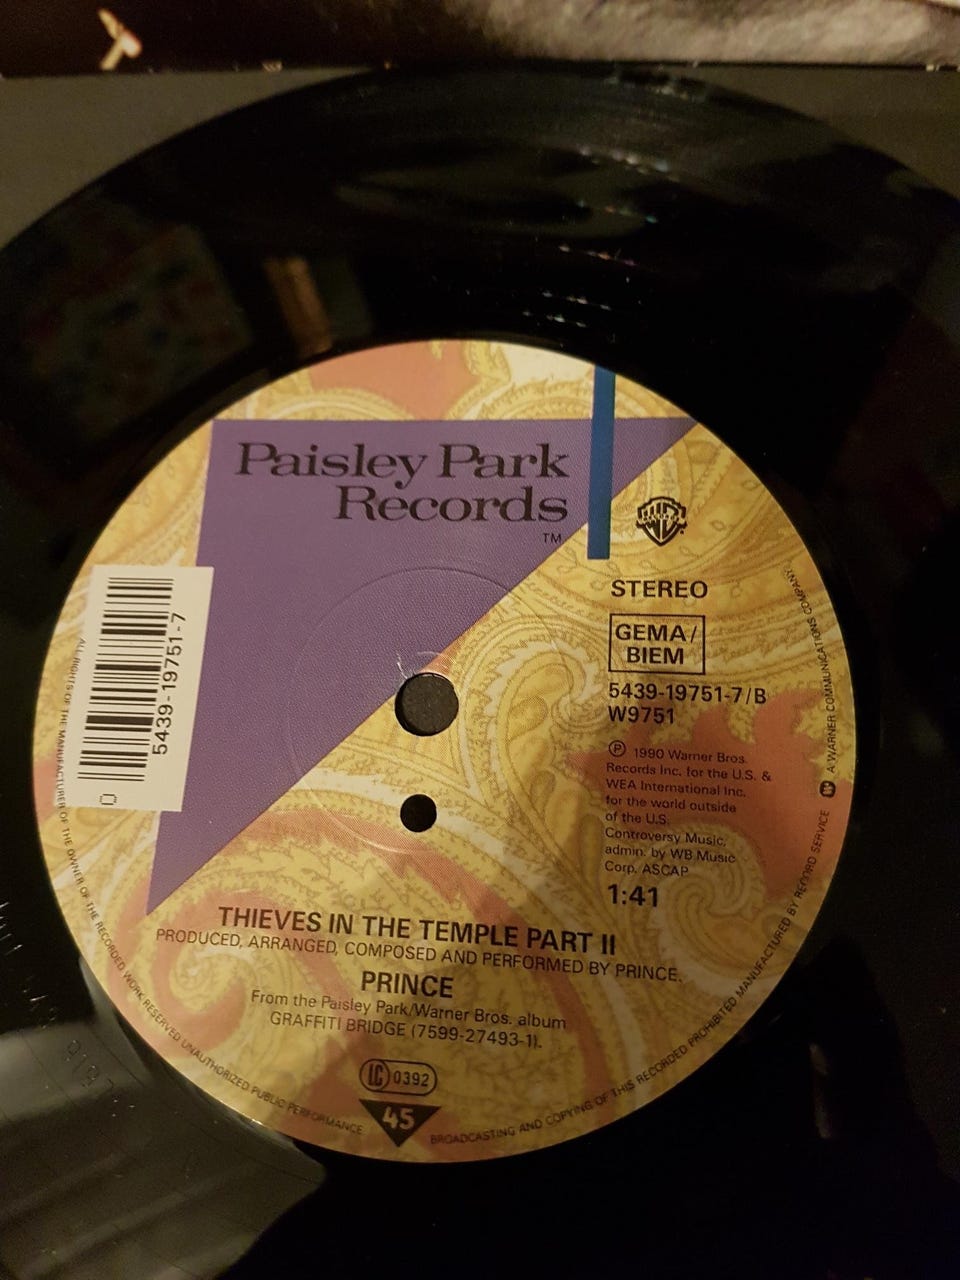 Paisley Park
Records
TM
STEREO
GEMA/
BIEM
5439-19751-7/B
W9751
5439-19751-7
0
Ⓟ 1990 Warner Bros.
Records Inc. for the U.S. &
WEA International Inc.
for the world outside
of the U.S.
Controversy Music,
admin. by WB Music
Corp. ASCAP
1:41
THIEVES IN THE TEMPLE PART II
PRODUCED, ARRANGED, COMPOSED AND PERFORMED BY PRINCE.
PRINCE
From the Paisley Park/Warner Bros. album
GRAFFITI BRIDGE (7599-27493-1).
LC 0392
45
ALL RIGHTS OF THE MANUFACTURER OF THE OWNER OF THE RECORDED WORK RESERVED UNAUTHORIZED PUBLIC PERFORMANCE BROADCASTING AND COPYING OF THIS RECORDED PROHIBITED MANUFACTURED BY RECORD SERVICE A WARNER COMMUNICATIONS COMPANY